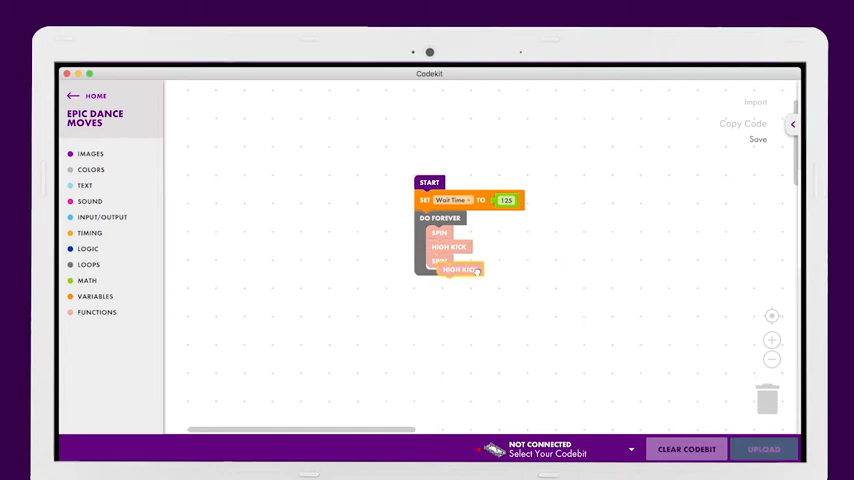 Codekit
HOME
EPIC DANCE
MOVES
IMAGES
COLORS
TEXT
SOUND
INPUT/OUTPUT
TIMING
LOGIC
LOOPS
MATH
VARIABLES
FUNCTIONS
Import
Copy Code
Save
START
SET Wait Time TO 125
DO FOREVER
SPIN
HIGH KICK
SPIN
HIGH KICK
NOT CONNECTED
Select Your Codebit
CLEAR CODEBIT
UPLOAD